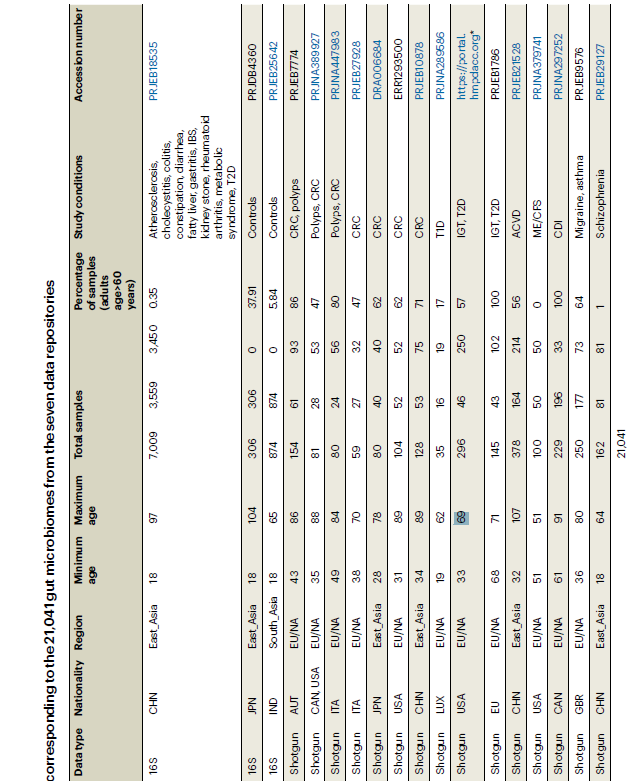 corresponding to the 21,041 gut microbiomes from the seven data repositories
Data type Nationality Region Minimum age Maximum age Total samples Percentage of samples (adults age>60 years) Study conditions Accession number
16S CHN East_Asia 18 97 7,009 3,559 3,450 0.35 Atherosclerosis, PRJEB18535
cholecystitis, colitis,
constipation, diarrhea,
fatty liver, gastritis, IBS,
kidney stone, rheumatoid
arthritis, metabolic
syndrome, T2D
16S JPN East_Asia 18 104 306 306 0 37.91 Controls PRJDB4360
16S IND South_Asia 18 65 874 874 0 5.84 Controls PRJEB25642
Shotgun AUT EU/NA 43 86 154 61 93 86 CRC, polyps PRJEB7774
Shotgun CAN, USA EU/NA 35 88 81 28 53 47 Polyps, CRC PRJNA389927
Shotgun ITA EU/NA 49 84 80 24 56 80 Polyps, CRC PRJNA447983
Shotgun ITA EU/NA 38 70 59 27 32 47 CRC PRJEB27928
Shotgun JPN East_Asia 28 78 80 40 40 62 CRC DRA006684
Shotgun USA EU/NA 31 89 104 52 52 62 CRC ERR1293500
Shotgun CHN East_Asia 34 89 128 53 75 71 CRC PRJEB10878
Shotgun LUX EU/NA 19 62 35 16 19 17 T1D PRJNA289586
Shotgun USA EU/NA 33 69 296 46 250 57 IGT, T2D https://portal.
hmpdacc.org*
Shotgun EU EU/NA 68 71 145 43 102 100 IGT, T2D PRJEB1786
Shotgun CHN East_Asia 32 107 378 164 214 56 ACVD PRJEB21528
Shotgun USA EU/NA 51 51 100 50 50 0 ME/CFS PRJNA379741
Shotgun CAN EU/NA 61 91 229 196 33 100 CDI PRJNA297252
Shotgun GBR EU/NA 36 80 250 177 73 64 Migraine, asthma PRJEB9576
Shotgun CHN East_Asia 18 64 162 81 81 1 Schizophrenia PRJEB29127
21,041